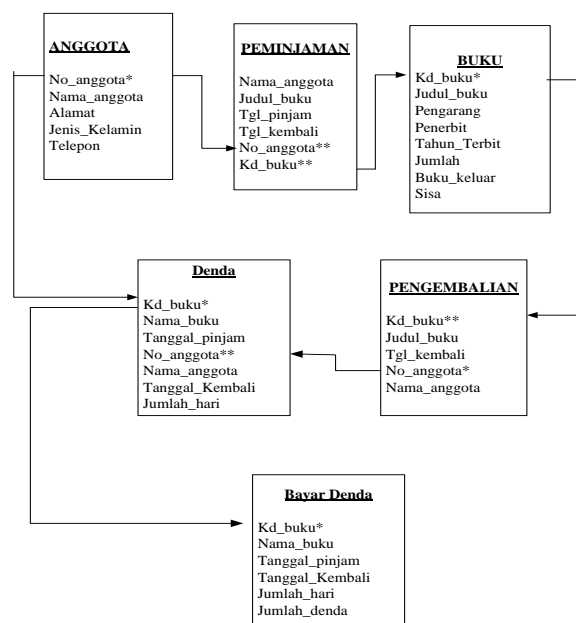 ANGGOTA
No_anggota*
Nama_anggota
Alamat
Jenis_Kelamin
Telepon
PEMINJAMAN
Nama_anggota
Judul_buku
Tgl_pinjam
Tgl_kembali
No_anggota**
Kd_buku**
BUKU
Kd_buku*
Judul_buku
Pengarang
Penerbit
Tahun_Terbit
Jumlah
Buku_keluar
Sisa
Denda
Kd_buku*
Nama_buku
Tanggal_pinjam
No_anggota**
Nama_anggota
Tanggal_Kembali
Jumlah_hari
PENGEMBALIAN
Kd_buku**
Judul_buku
Tgl_kembali
No_anggota*
Nama_anggota
Bayar Denda
Kd_buku*
Nama_buku
Tanggal_pinjam
Tanggal_Kembali
Jumlah_hari
Jumlah_denda